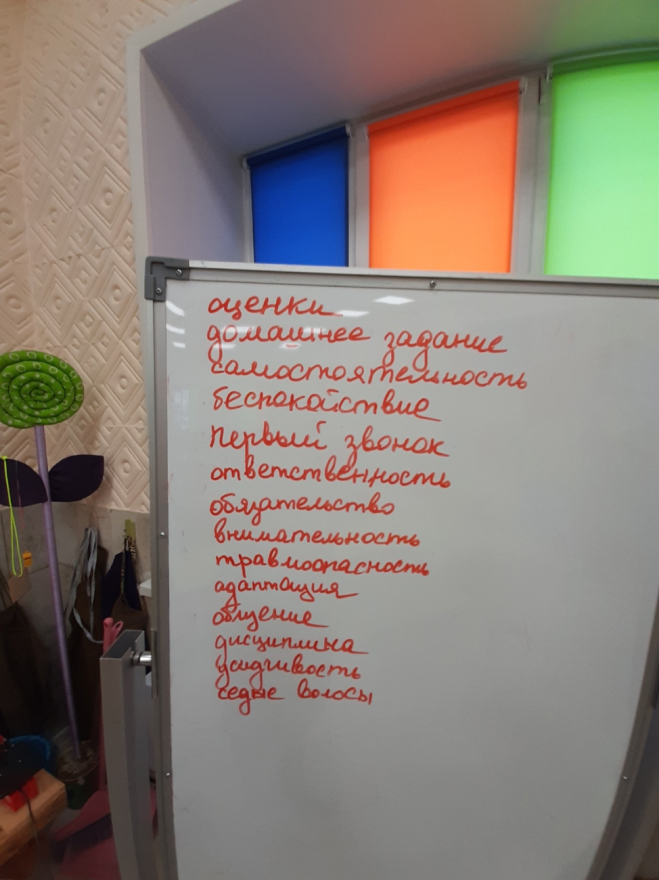 оценки
домашнее задание
самостоятельность
беспокойствие
первый звонок
ответственность
обязательство
внимательность
травмоопасность
адаптация
общение
дисциплина
усидчивость
седые волосы